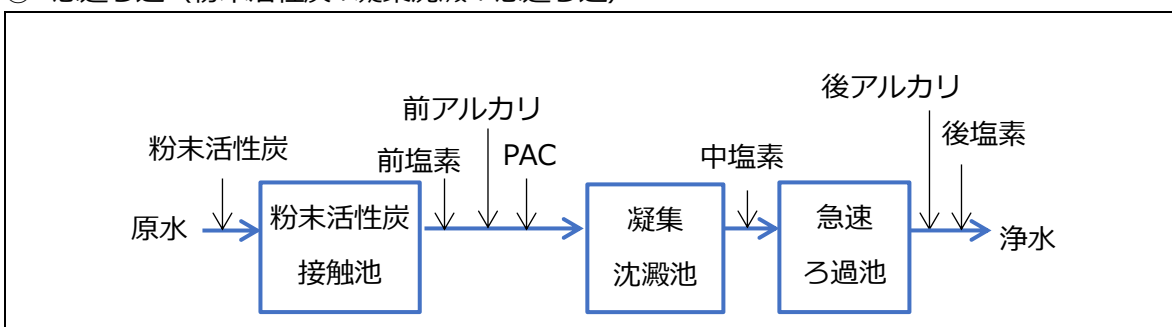 後アルカリ
前アルカリ
後塩素
粉末活性炭
前塩素
PAC
中塩素
原水
粉末活性炭
接触池
凝集
沈澱池
急速
ろ過池
浄水